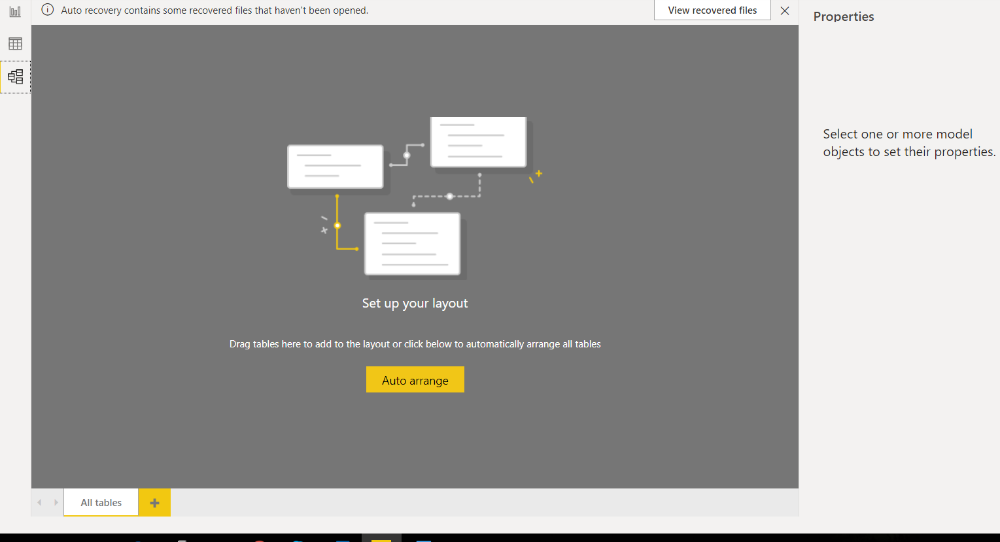 Auto recovery contains some recovered files that haven't been opened.
View recovered files
Properties
Select one or more model
objects to set their properties.
Set up your layout
Drag tables here to add to the layout or click below to automatically arrange all tables
Auto arrange
All tables